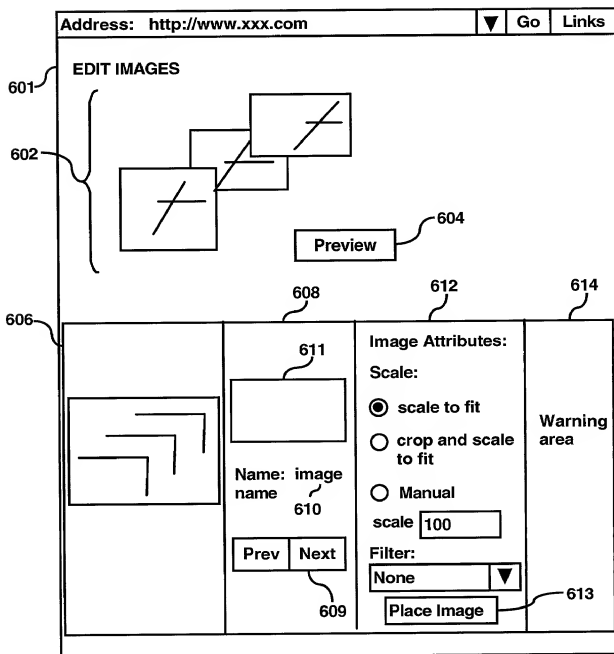 Address: http://www.xxx.com
Go
Links
601
EDIT IMAGES
602
Preview
604
606
608
612
614
611
Name: image
name
610
Prev
Next
609
Image Attributes:
Scale:
scale to fit
crop and scale
to fit
Manual
scale 100
Filter:
None
Place Image
613
Warning
area